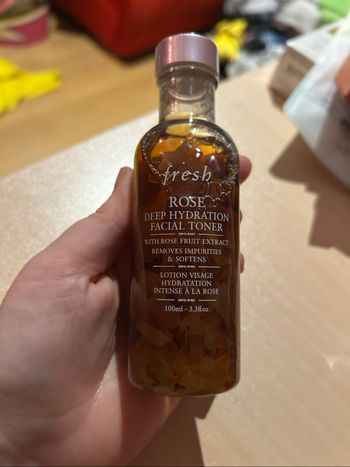 fresh
ROSE
DEEP HYDRATION
FACIAL TONER
WITH ROSE FRUIT EXTRACT
REMOVES IMPURITIES
& SOFTENS
LOTION VISAGE
HYDRATATION
INTENSE À LA ROSE
100ml - 3.3fl.oz